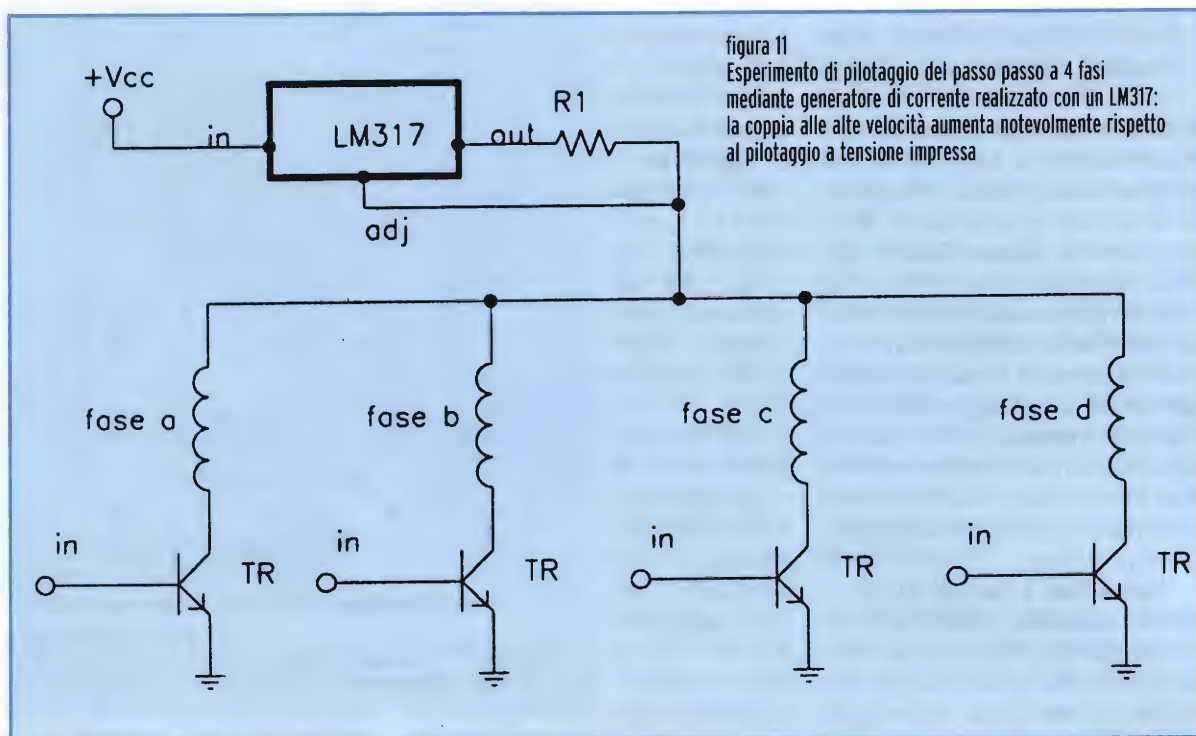 figura 11
Esperimento di pilotaggio del passo passo a 4 fasi
mediante generatore di corrente realizzato con un LM317:
la coppia alle alte velocità aumenta notevolmente rispetto
al pilotaggio a tensione impressa
+Vcc
in
LM317
out
R1
adj
fase a
fase b
fase c
fase d
in
TR
in
TR
in
TR
in
TR